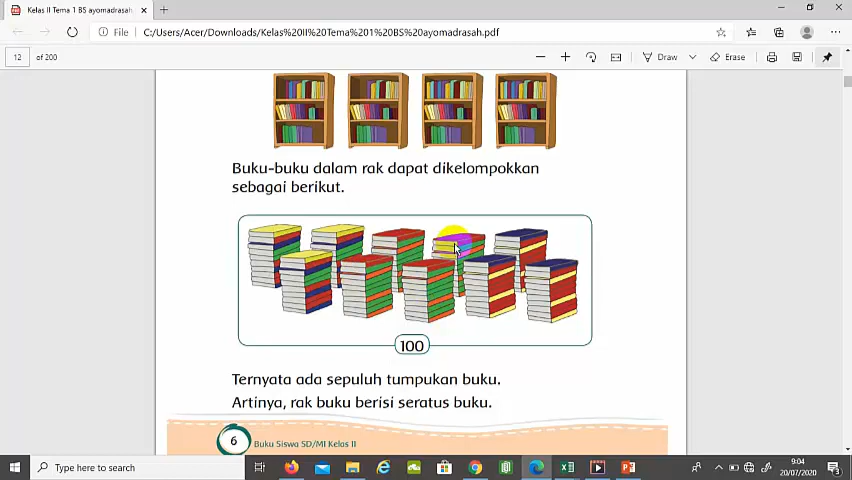 Kelas II Tema 1 BS ayomadrasah.
File
C:/Users/Acer/Downloads/Kelas%20II%20Tema%201%20BS%20ayomadrasah.pdf
12 of 200
Draw
Erase
Buku-buku dalam rak dapat dikelompokkan
sebagai berikut.
100
Ternyata ada sepuluh tumpukan buku.
Artinya, rak buku berisi seratus buku.
6 Buku Siswa SD/MI Kelas II
Type here to search
9:04
20/07/2020